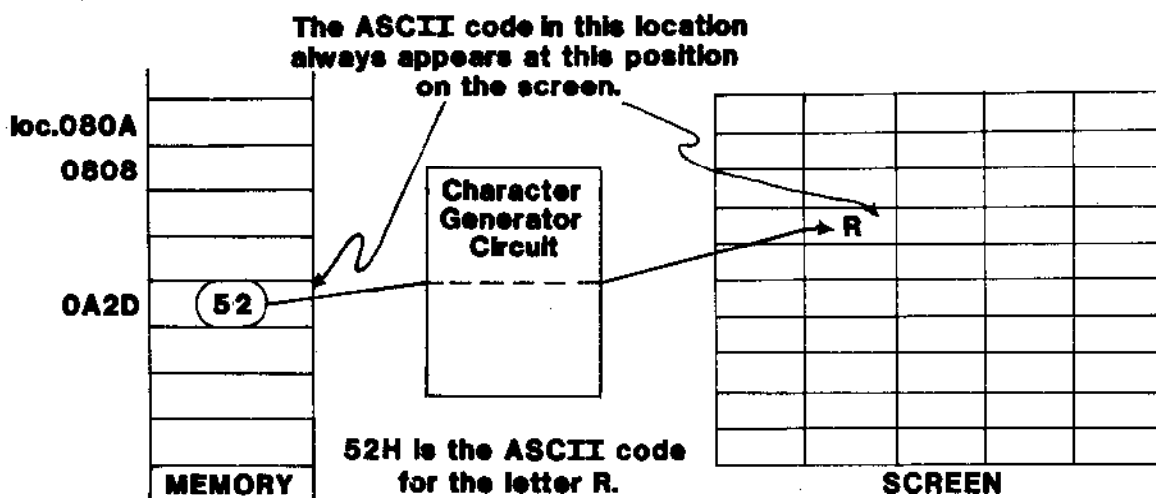 The ASCII code in this location
always appears at this position
on the screen.
loc.080A
0808
Character
Generator
Circuit
R
0A2D
52
52H is the ASCII code
for the letter R.
MEMORY
SCREEN